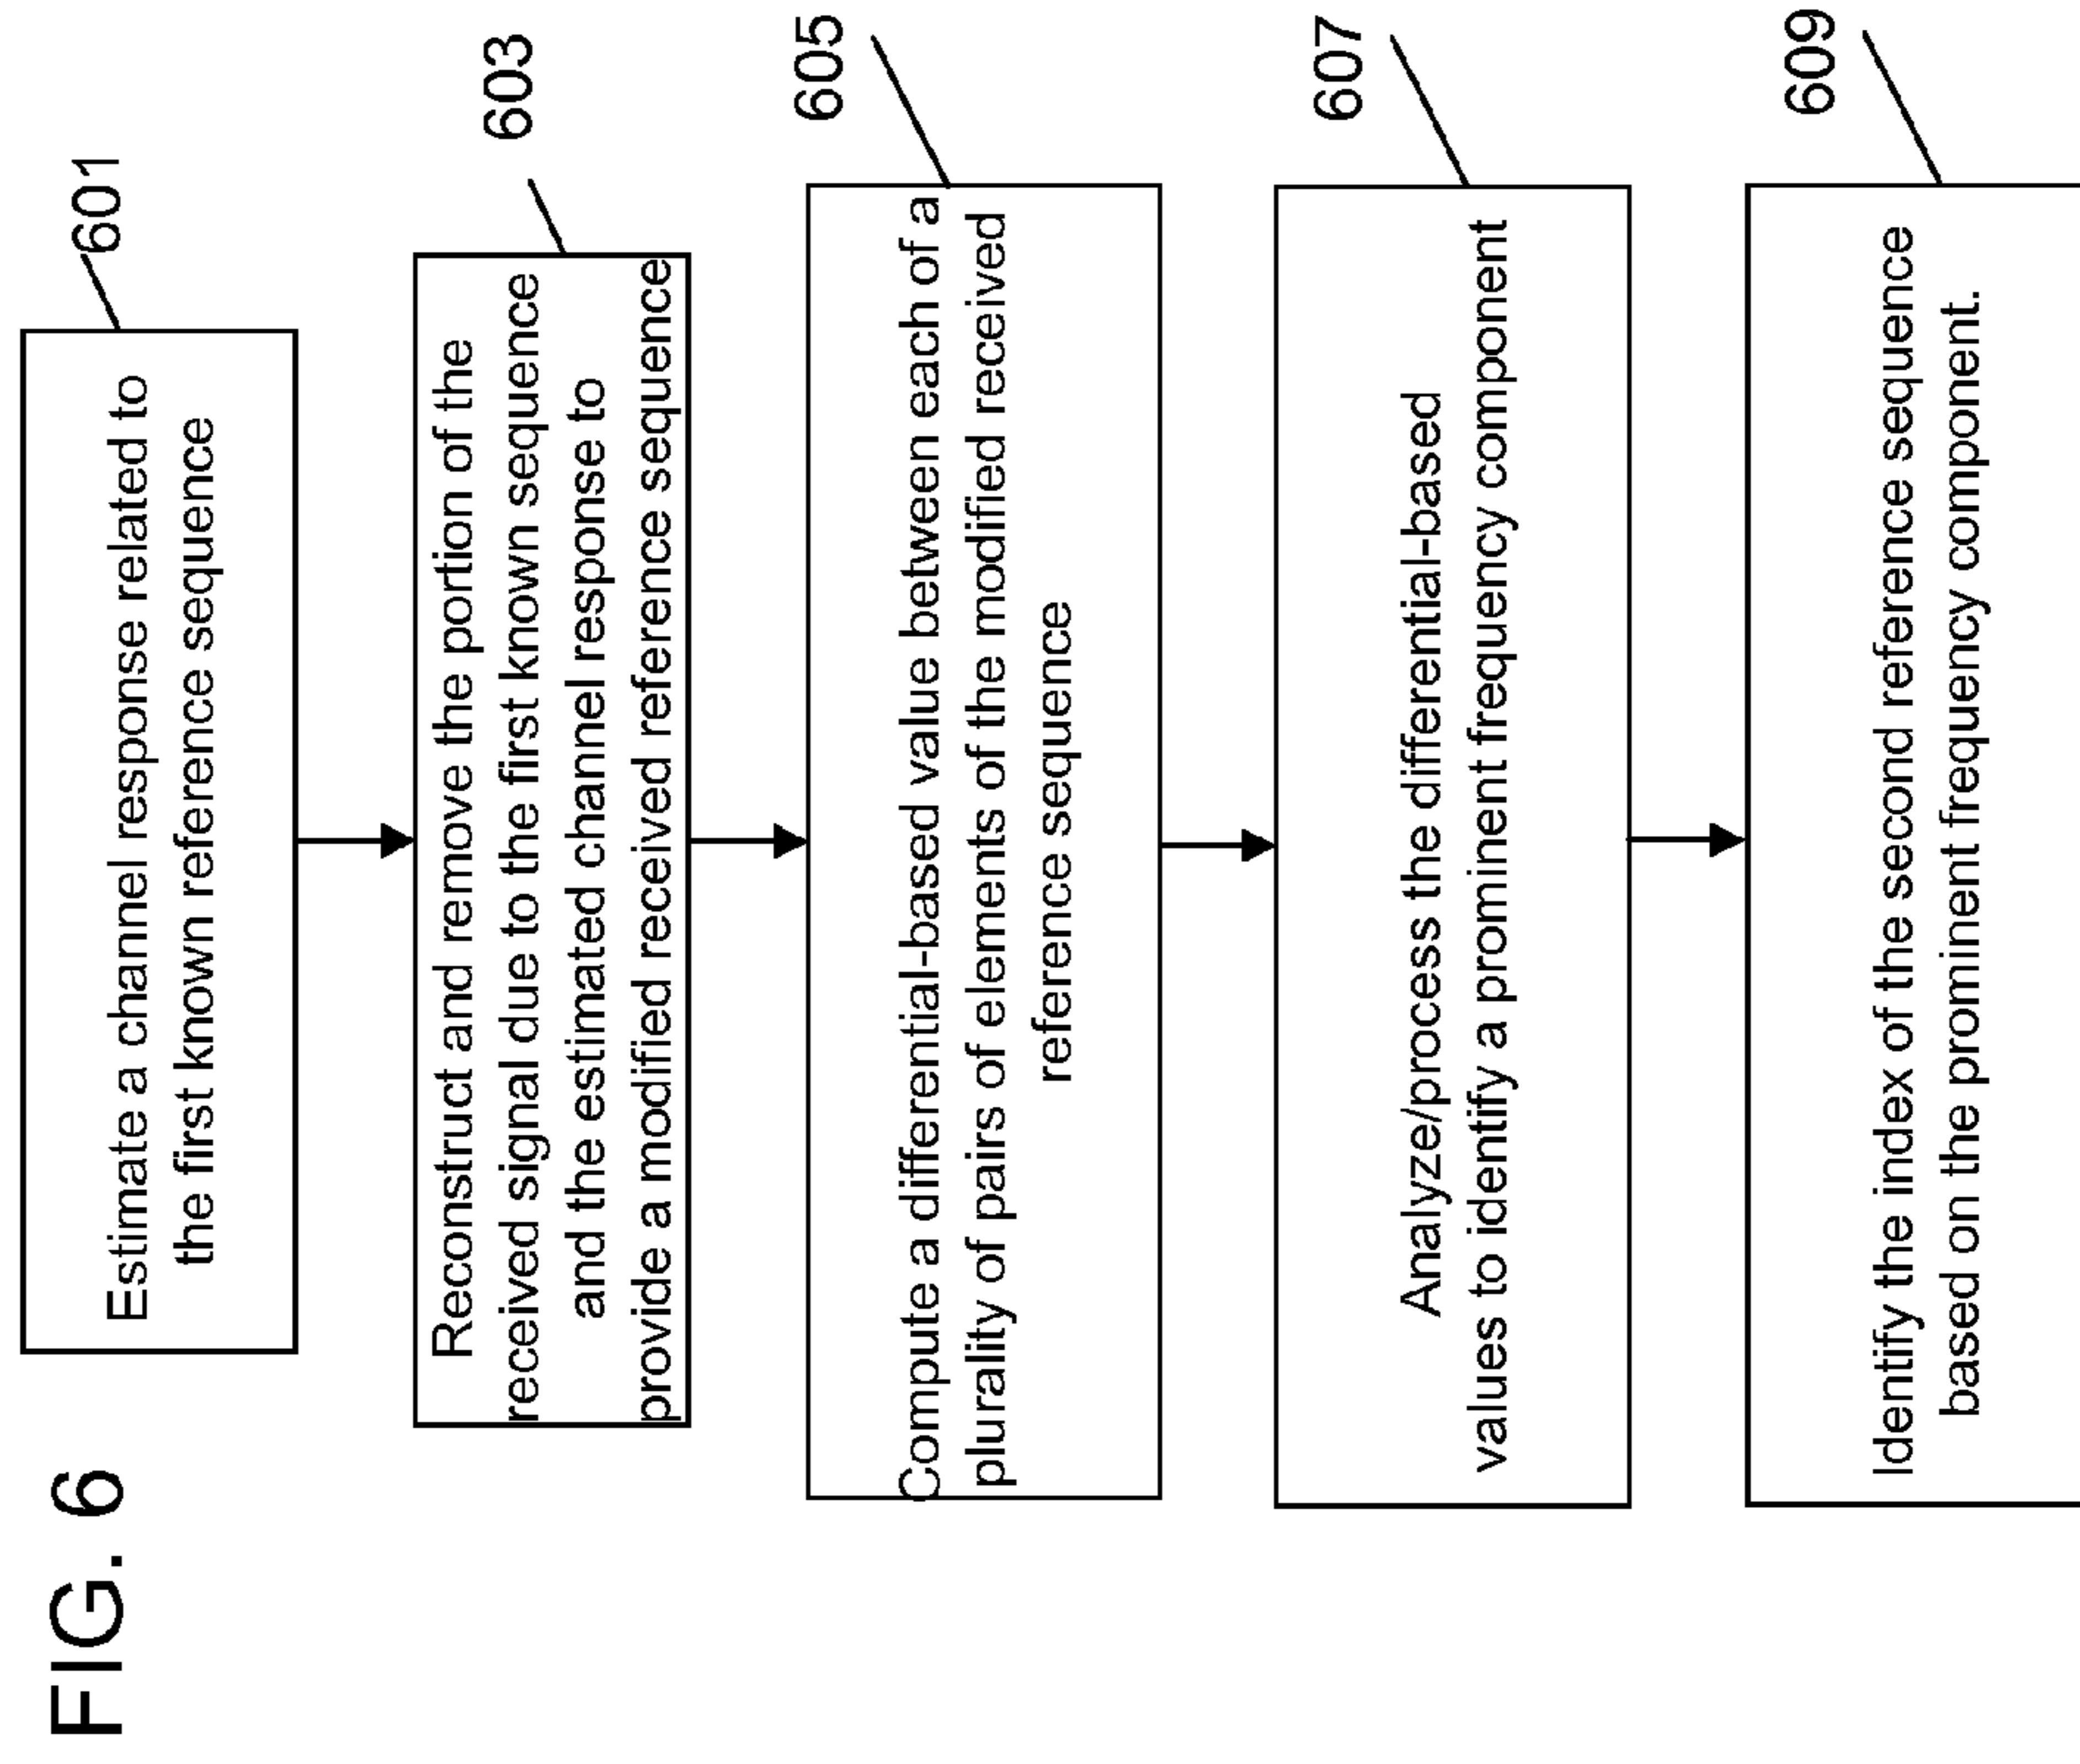 FIG. 6
601
Estimate a channel response related to
the first known reference sequence
603
Reconstruct and remove the portion of the
received signal due to the first known sequence
and the estimated channel response to
provide a modified received reference sequence
605
Compute a differential-based value between each of a
plurality of pairs of elements of the modified received
reference sequence
607
Analyze/process the differential-based
values to identify a prominent frequency component
609
Identify the index of the second reference sequence
based on the prominent frequency component.